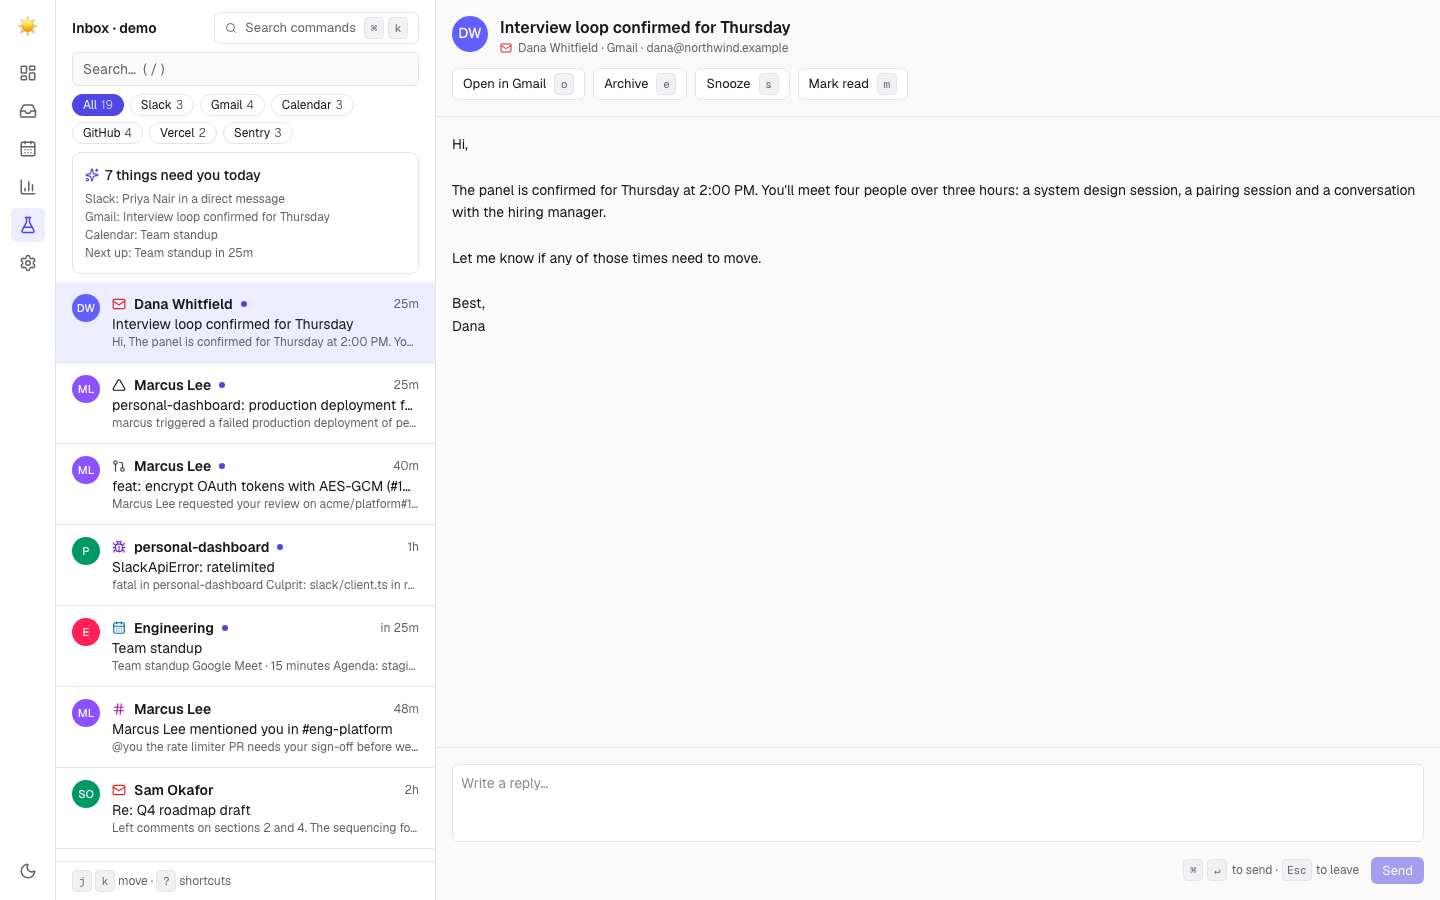 Inbox · demo
Search commands ⌘ k
Search... ( / )
All 19
Slack 3
Gmail 4
Calendar 3
GitHub 4
Vercel 2
Sentry 3
7 things need you today
Slack: Priya Nair in a direct message
Gmail: Interview loop confirmed for Thursday
Calendar: Team standup
Next up: Team standup in 25m
DW
Dana Whitfield
25m
Interview loop confirmed for Thursday
Hi, The panel is confirmed for Thursday at 2:00 PM. Yo...
ML
Marcus Lee
25m
personal-dashboard: production deployment f...
marcus triggered a failed production deployment of pe...
ML
Marcus Lee
40m
feat: encrypt OAuth tokens with AES-GCM (#1...
Marcus Lee requested your review on acme/platform#1...
P
personal-dashboard
1h
SlackApiError: ratelimited
fatal in personal-dashboard Culprit: slack/client.ts in r...
E
Engineering
in 25m
Team standup
Team standup Google Meet · 15 minutes Agenda: stagi...
ML
Marcus Lee
48m
Marcus Lee mentioned you in #eng-platform
@you the rate limiter PR needs your sign-off before we...
SO
Sam Okafor
2h
Re: Q4 roadmap draft
Left comments on sections 2 and 4. The sequencing fo...
j k move · ? shortcuts
DW
Interview loop confirmed for Thursday
Dana Whitfield · Gmail · dana@northwind.example
Open in Gmail o
Archive e
Snooze s
Mark read m
Hi,
The panel is confirmed for Thursday at 2:00 PM. You'll meet four people over three hours: a system design session, a pairing session and a conversation
with the hiring manager.
Let me know if any of those times need to move.
Best,
Dana
Write a reply...
⌘ ↵ to send · Esc to leave
Send